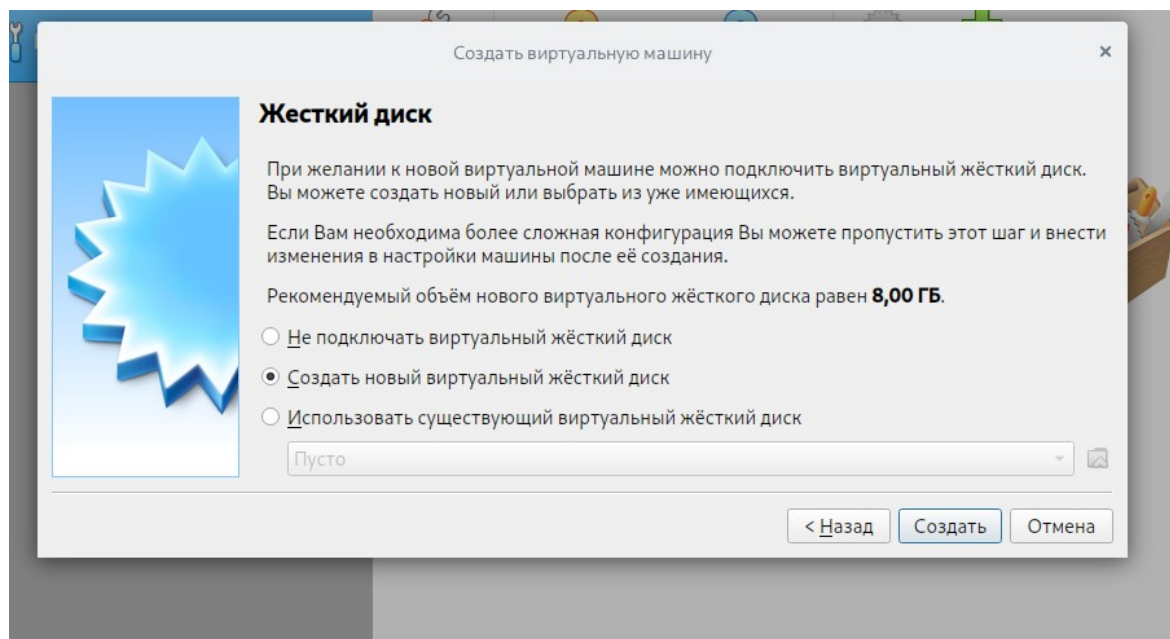 Создать виртуальную машину
Жесткий диск
При желании к новой виртуальной машине можно подключить виртуальный жёсткий диск.
Вы можете создать новый или выбрать из уже имеющихся.
Если Вам необходима более сложная конфигурация Вы можете пропустить этот шаг и внести
изменения в настройки машины после её создания.
Рекомендуемый объём нового виртуального жёсткого диска равен 8,00 ГБ.
Не подключать виртуальный жёсткий диск
Создать новый виртуальный жёсткий диск
Использовать существующий виртуальный жёсткий диск
Пусто
< Назад Создать Отмена